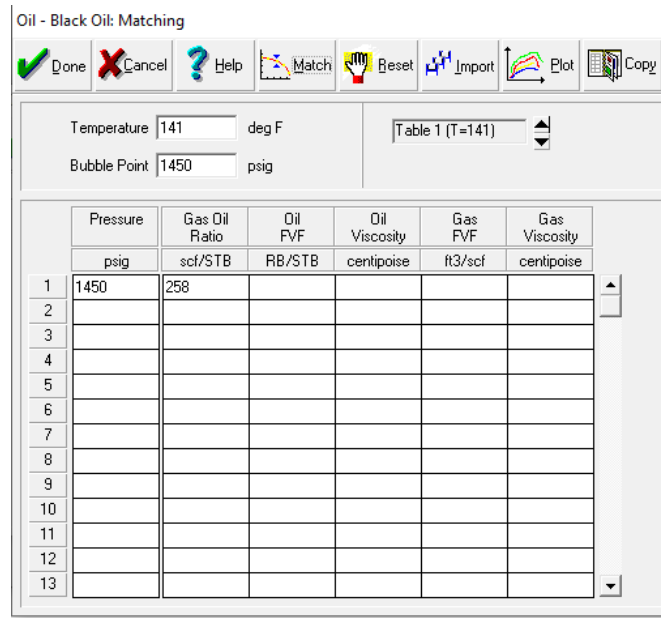 Oil - Black Oil: Matching
Done Cancel Help Match Reset Import Plot Copy
Temperature 141 deg F Table 1 (T=141)
Bubble Point 1450 psig
Pressure Gas Oil Ratio Oil FVF Oil Viscosity Gas FVF Gas Viscosity
psig scf/STB RB/STB centipoise ft3/scf centipoise
1 1450 258
2
3
4
5
6
7
8
9
10
11
12
13